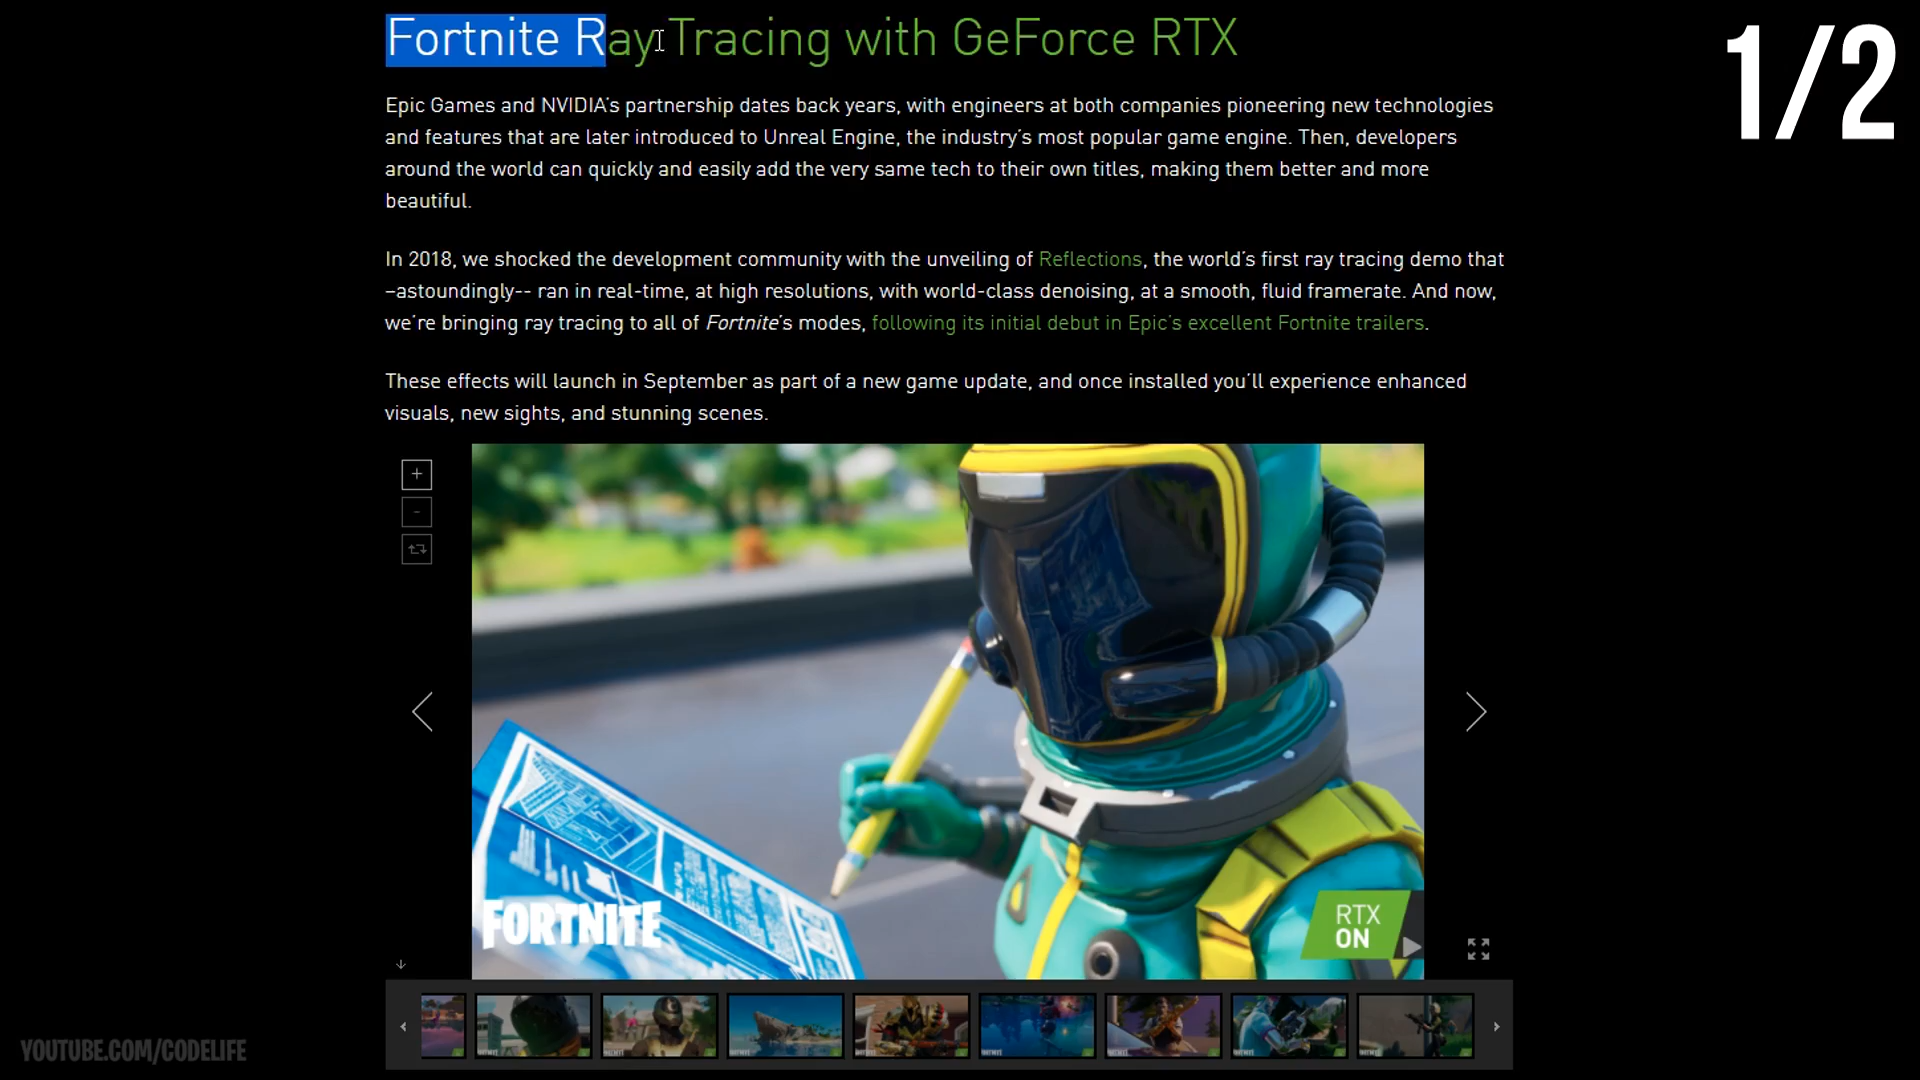 Fortnite Ray Tracing with GeForce RTX
1/2
Epic Games and NVIDIA's partnership dates back years, with engineers at both companies pioneering new technologies
and features that are later introduced to Unreal Engine, the industry's most popular game engine. Then, developers
around the world can quickly and easily add the very same tech to their own titles, making them better and more
beautiful.
In 2018, we shocked the development community with the unveiling of Reflections, the world's first ray tracing demo that
–astoundingly-- ran in real-time, at high resolutions, with world-class denoising, at a smooth, fluid framerate. And now,
we're bringing ray tracing to all of Fortnite's modes, following its initial debut in Epic's excellent Fortnite trailers.
These effects will launch in September as part of a new game update, and once installed you'll experience enhanced
visuals, new sights, and stunning scenes.
FORTNITE
RTX
ON
YOUTUBE.COM/CODELIFE